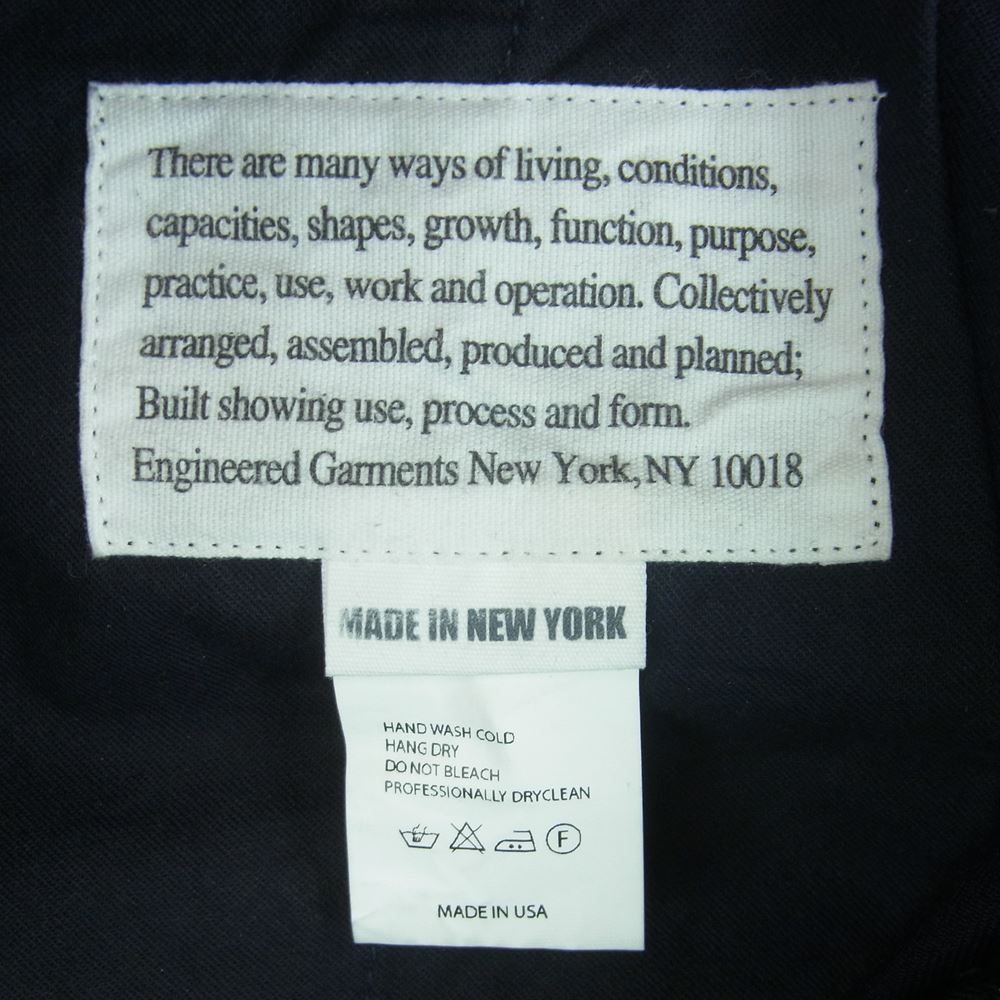 There are many ways of living, conditions,
capacities, shapes, growth, function, purpose,
practice, use, work and operation. Collectively
arranged, assembled, produced and planned;
Built showing use, process and form.
Engineered Garments New York, NY 10018
MADE IN NEW YORK
HAND WASH COLD
HANG DRY
DO NOT BLEACH
PROFESSIONALLY DRYCLEAN
F
MADE IN USA